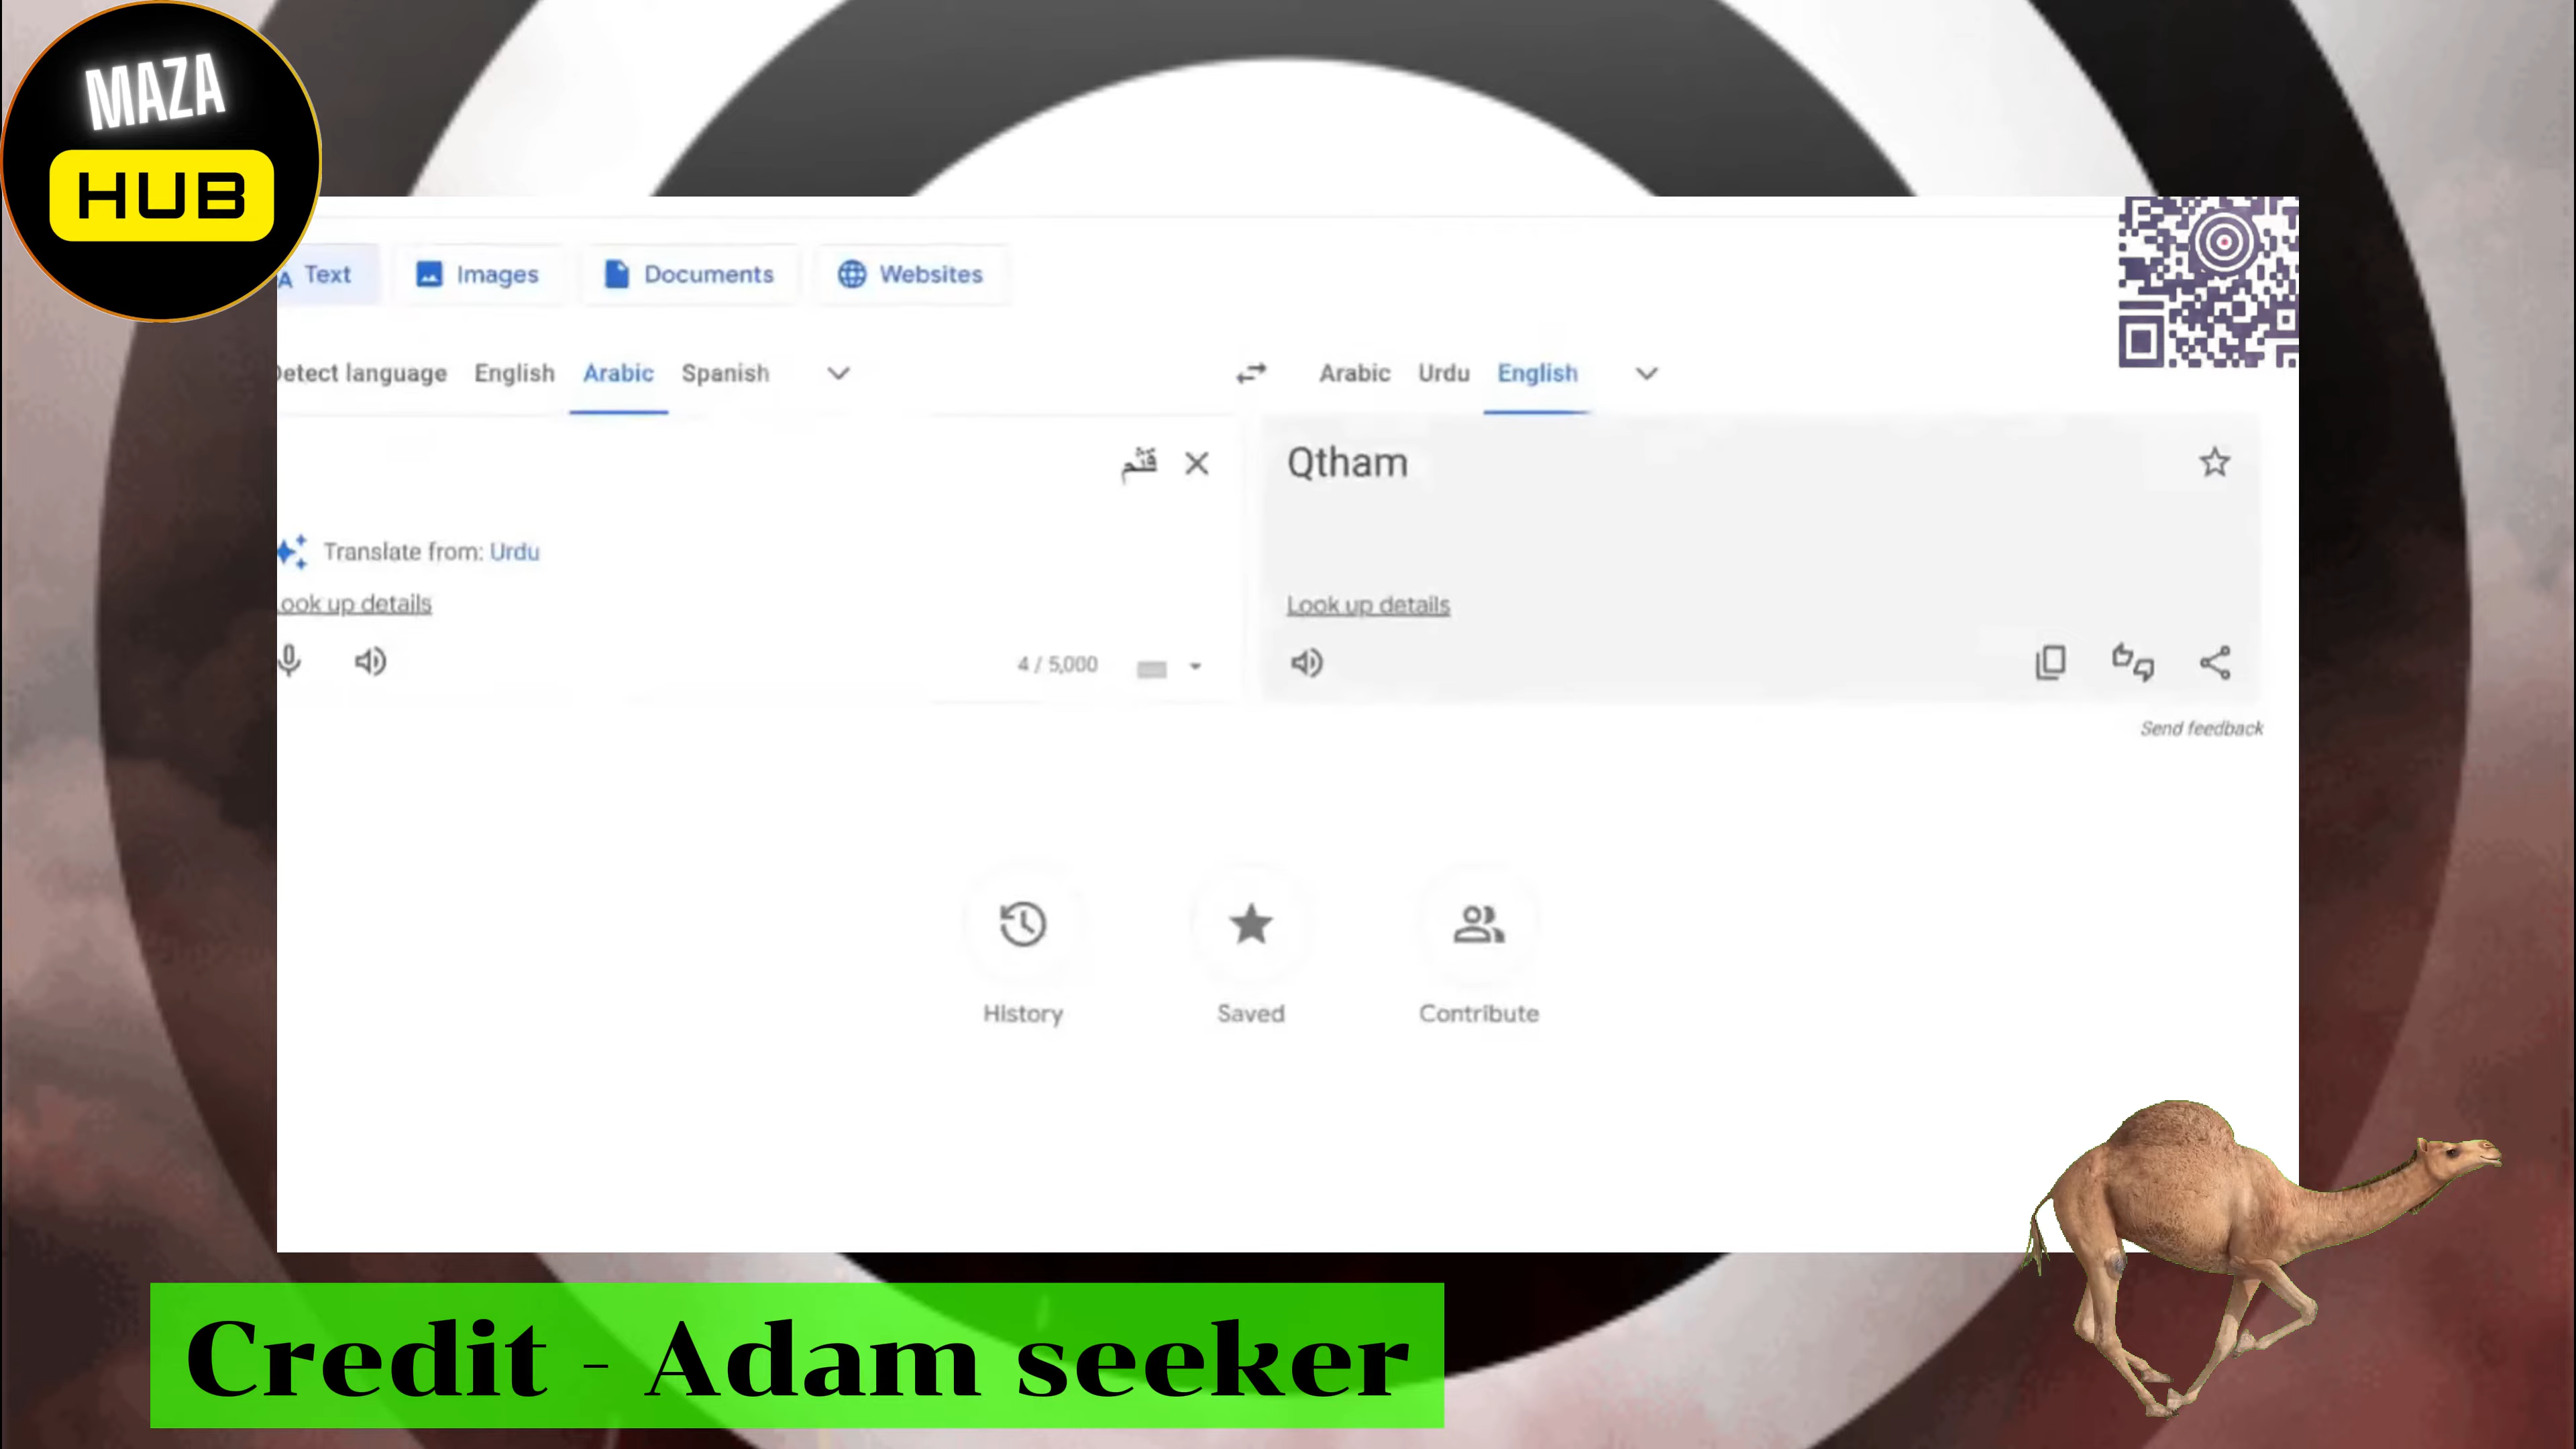 MAZA
HUB
Text
Images
Documents
Websites
etect language
English
Arabic
Spanish
Arabic
Urdu
English
Qtham
Translate from: Urdu
ook up details
Look up details
4 / 5,000
Send feedback
History
Saved
Contribute
Credit - Adam seeker